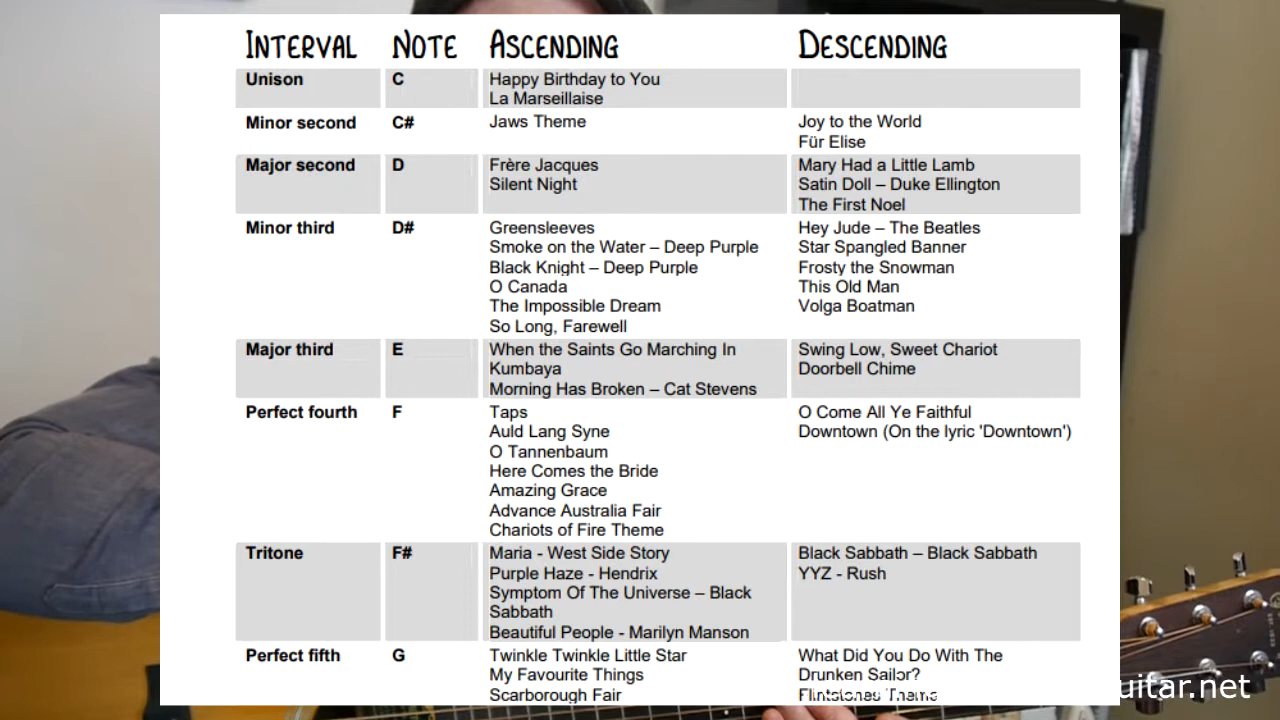 INTERVAL NOTE ASCENDING DESCENDING
Unison C Happy Birthday to You
La Marseillaise
Minor second C# Jaws Theme Joy to the World
Für Elise
Major second D Frère Jacques Mary Had a Little Lamb
Silent Night Satin Doll – Duke Ellington
The First Noel
Minor third D# Greensleeves Hey Jude – The Beatles
Smoke on the Water – Deep Purple Star Spangled Banner
Black Knight – Deep Purple Frosty the Snowman
O Canada This Old Man
The Impossible Dream Volga Boatman
So Long, Farewell
Major third E When the Saints Go Marching In Swing Low, Sweet Chariot
Kumbaya Doorbell Chime
Morning Has Broken – Cat Stevens
Perfect fourth F Taps O Come All Ye Faithful
Auld Lang Syne Downtown (On the lyric 'Downtown')
O Tannenbaum
Here Comes the Bride
Amazing Grace
Advance Australia Fair
Chariots of Fire Theme
Tritone F# Maria - West Side Story Black Sabbath – Black Sabbath
Purple Haze - Hendrix YYZ - Rush
Symptom Of The Universe – Black
Sabbath
Beautiful People - Marilyn Manson
Perfect fifth G Twinkle Twinkle Little Star What Did You Do With The
My Favourite Things Drunken Sailor?
Scarborough Fair Flintstones Theme
uitar.net